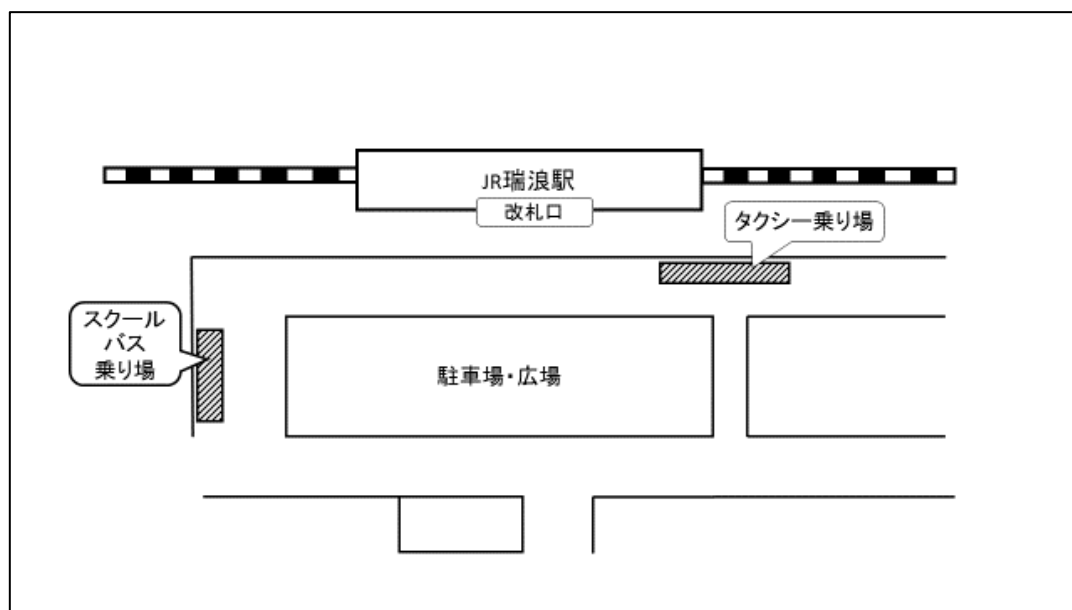 JR瑞浪駅
改札口
タクシー乗り場
スクール
バス
乗り場
駐車場・広場